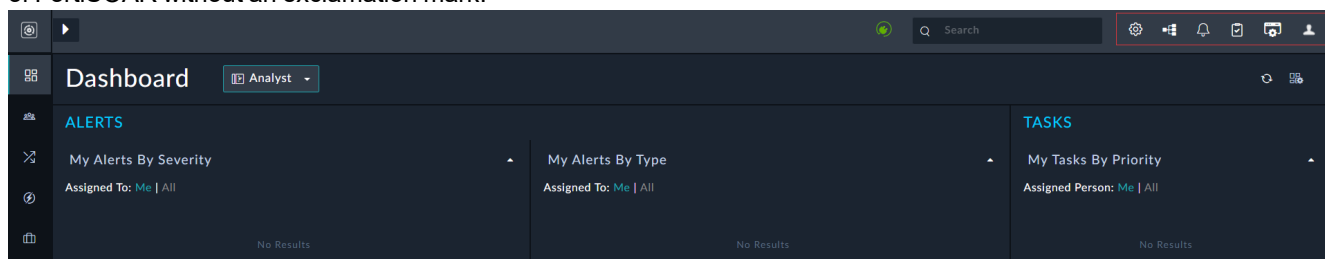 Search
Dashboard
Analyst
ALERTS
TASKS
My Alerts By Severity
My Alerts By Type
My Tasks By Priority
Assigned To: Me | All
Assigned To: Me | All
Assigned Person: Me | All
No Results
No Results
No Results